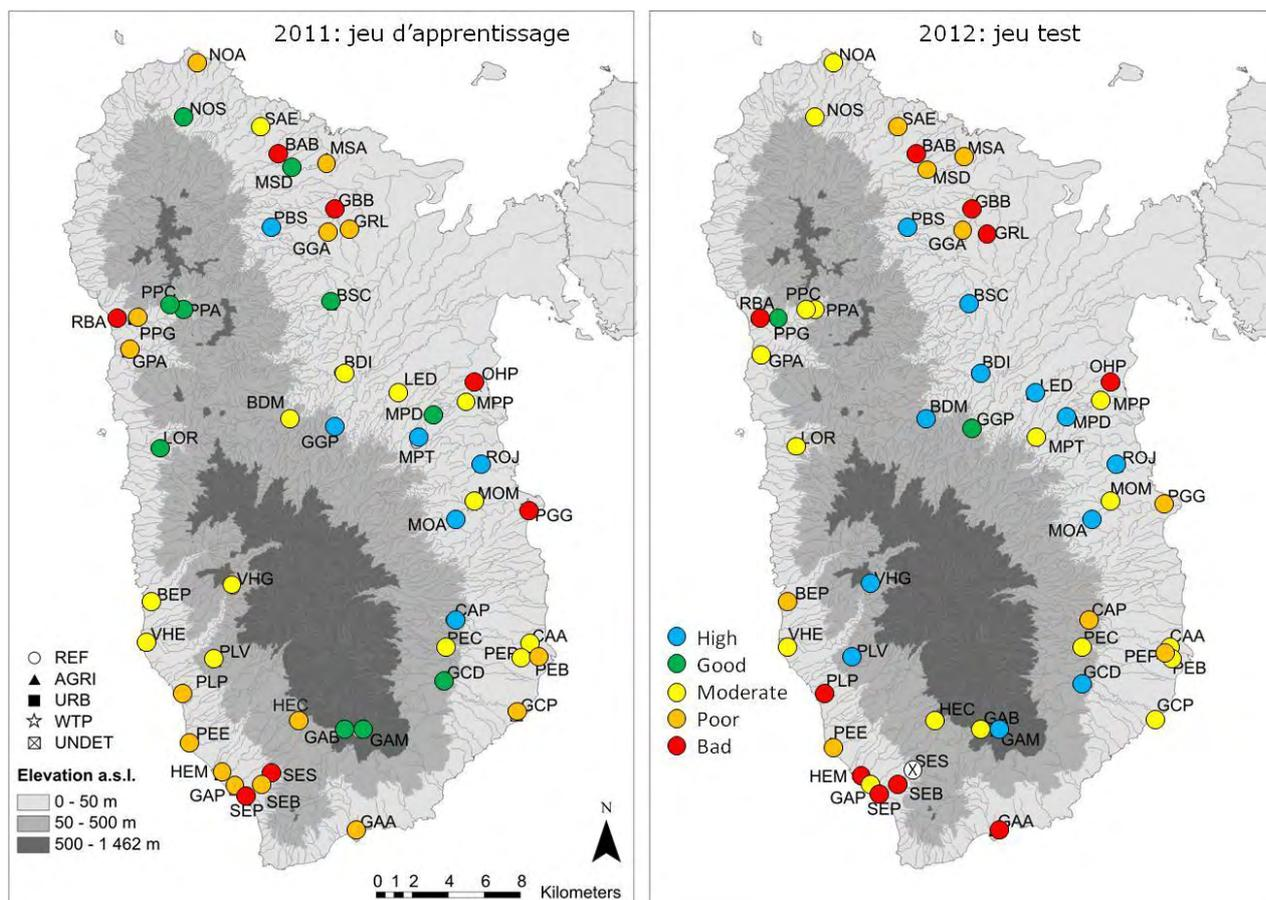 2011: jeu d'apprentissage
NOA
NOS
SAE
BAB
MSA
MSD
GBB
PBS
GRL
GGA
PPC
BSC
PPA
RBA
PPG
GPA
BDI
OHP
LED
BDM
MPD
MPP
GGP
LOR
MPT
ROJ
MOM
MOA
PGG
VHG
BEP
CAP
VHE
PEC
CAA
PLV
PEP
PEB
PLP
GCD
HEC
GCP
GAB
GAM
PEE
HEM
SES
GAP
SEB
SEP
GAA
REF
AGRI
URB
WTP
UNDET
Elevation a.s.l.
0 - 50 m
50 - 500 m
500 - 1 462 m
N
0 1 2 4 6 8
Kilometers
2012: jeu test
NOA
NOS
SAE
BAB
MSA
MSD
GBB
PBS
GGA
GRL
BSC
RBA
PPC
PPA
PPG
GPA
BDI
OHP
LED
MPP
BDM
MPD
GGP
LOR
MPT
ROJ
MOM
PGG
MOA
VHG
BEP
CAP
VHE
PEC
CAA
PLV
PEP
PEB
GCD
PLP
HEC
GAB
GCP
GAM
PEE
SES
X
HEM
GAP
SEB
SEP
GAA
High
Good
Moderate
Poor
Bad